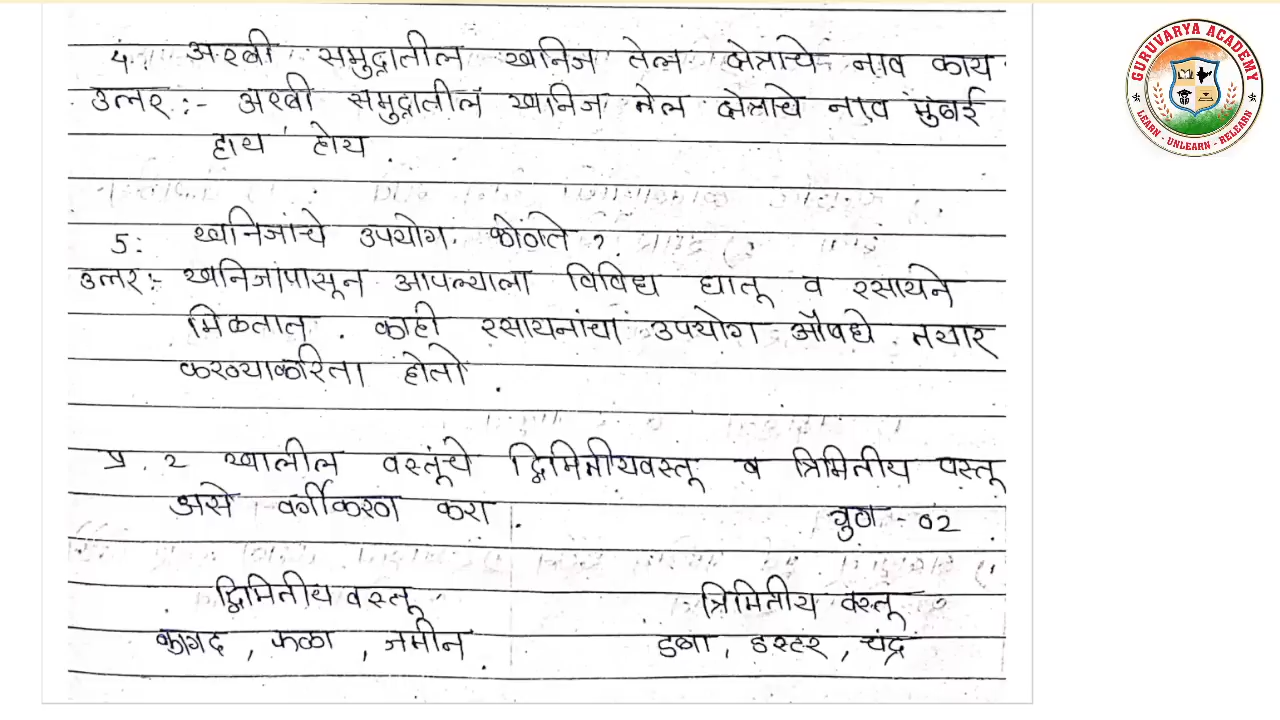 4. अरबी समुद्रातील खनिज तेल क्षेत्राचे नाव काय
उत्तर :- अरबी समुद्रातील खनिज तेल क्षेत्राचे नाव मुंबई
हाय होय.
5: खनिजांचे उपयोग कोणते ?
उत्तर :- खनिजांपासून आपल्याला विविध धातू व रसायने
मिळतात. काही रसायनांचा उपयोग औषधे तयार
करण्याकरिता होतो.
प्र. २ खालील वस्तूंचे द्विमितीयवस्तू व त्रिमितीय वस्तू
असे वर्गीकरण करा. गुण - 02
द्विमितीय वस्तू त्रिमितीय वस्तू
कागद, फळा, जमीन. डबा, डस्टर, चंद्र
GURUVARYA ACADEMY
LEARN - UNLEARN - RELEARN